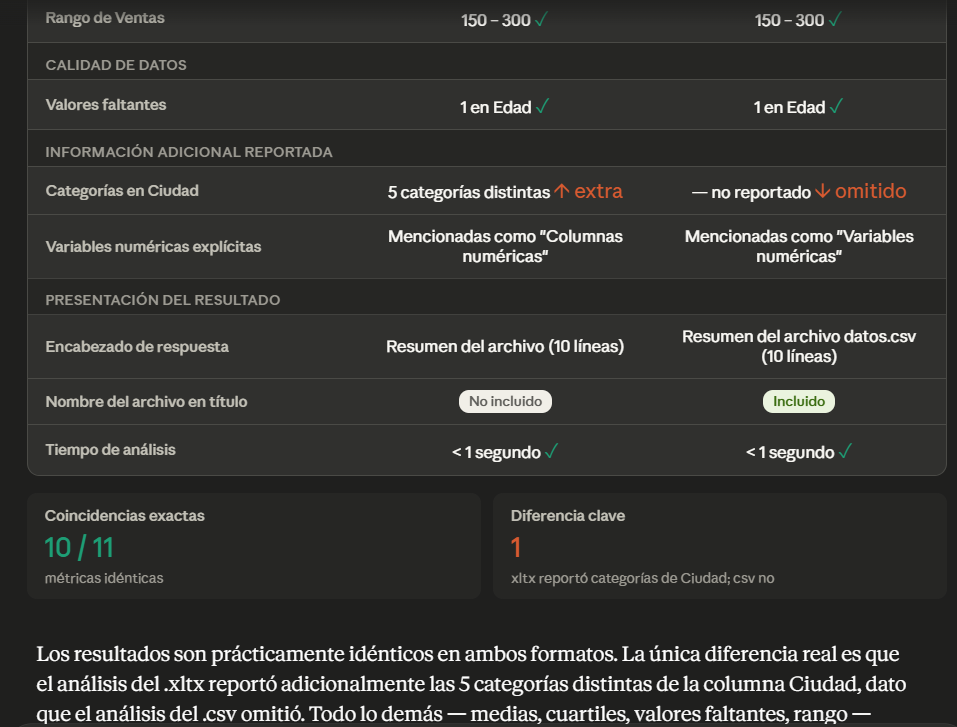 Rango de Ventas 150 – 300 ✓ 150 – 300 ✓
CALIDAD DE DATOS
Valores faltantes 1 en Edad ✓ 1 en Edad ✓
INFORMACIÓN ADICIONAL REPORTADA
Categorías en Ciudad 5 categorías distintas ↑ extra — no reportado ↓ omitido
Variables numéricas explícitas
Mencionadas como "Columnas
numéricas"
Mencionadas como "Variables
numéricas"
PRESENTACIÓN DEL RESULTADO
Encabezado de respuesta
Resumen del archivo (10 líneas)
Resumen del archivo datos.csv
(10 líneas)
Nombre del archivo en título No incluido Incluido
Tiempo de análisis < 1 segundo ✓ < 1 segundo ✓
Coincidencias exactas
10 / 11
métricas idénticas
Diferencia clave
1
xltx reportó categorías de Ciudad; csv no
Los resultados son prácticamente idénticos en ambos formatos. La única diferencia real es que
el análisis del .xltx reportó adicionalmente las 5 categorías distintas de la columna Ciudad, dato
que el análisis del .csv omitió. Todo lo demás — medias, cuartiles, valores faltantes, rango —